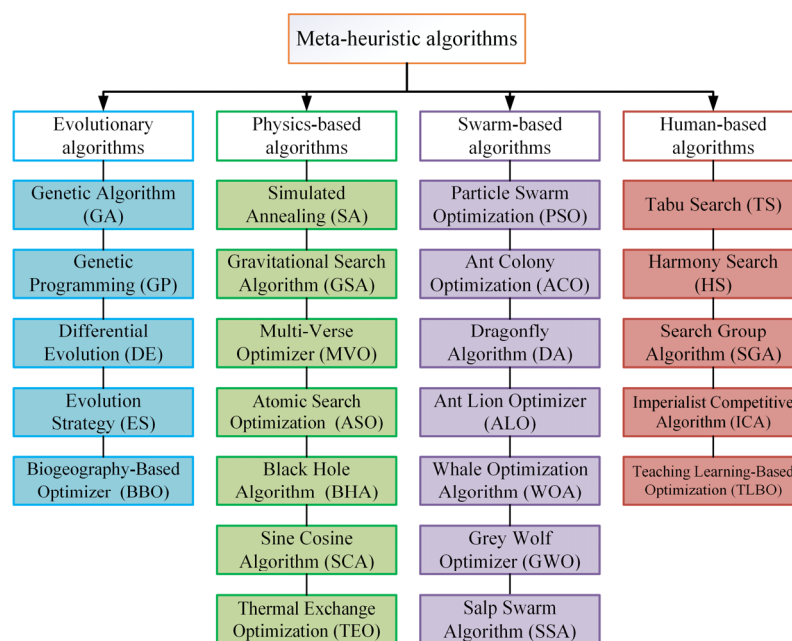 Meta-heuristic algorithms
Evolutionary
algorithms
Genetic Algorithm
(GA)
Genetic
Programming (GP)
Differential
Evolution (DE)
Evolution
Strategy (ES)
Biogeography-Based
Optimizer (BBO)
Physics-based
algorithms
Simulated
Annealing (SA)
Gravitational Search
Algorithm (GSA)
Multi-Verse
Optimizer (MVO)
Atomic Search
Optimization (ASO)
Black Hole
Algorithm (BHA)
Sine Cosine
Algorithm (SCA)
Thermal Exchange
Optimization (TEO)
Swarm-based
algorithms
Particle Swarm
Optimization (PSO)
Ant Colony
Optimization (ACO)
Dragonfly
Algorithm (DA)
Ant Lion Optimizer
(ALO)
Whale Optimization
Algorithm (WOA)
Grey Wolf
Optimizer (GWO)
Salp Swarm
Algorithm (SSA)
Human-based
algorithms
Tabu Search (TS)
Harmony Search
(HS)
Search Group
Algorithm (SGA)
Imperialist Competitive
Algorithm (ICA)
Teaching Learning-Based
Optimization (TLBO)